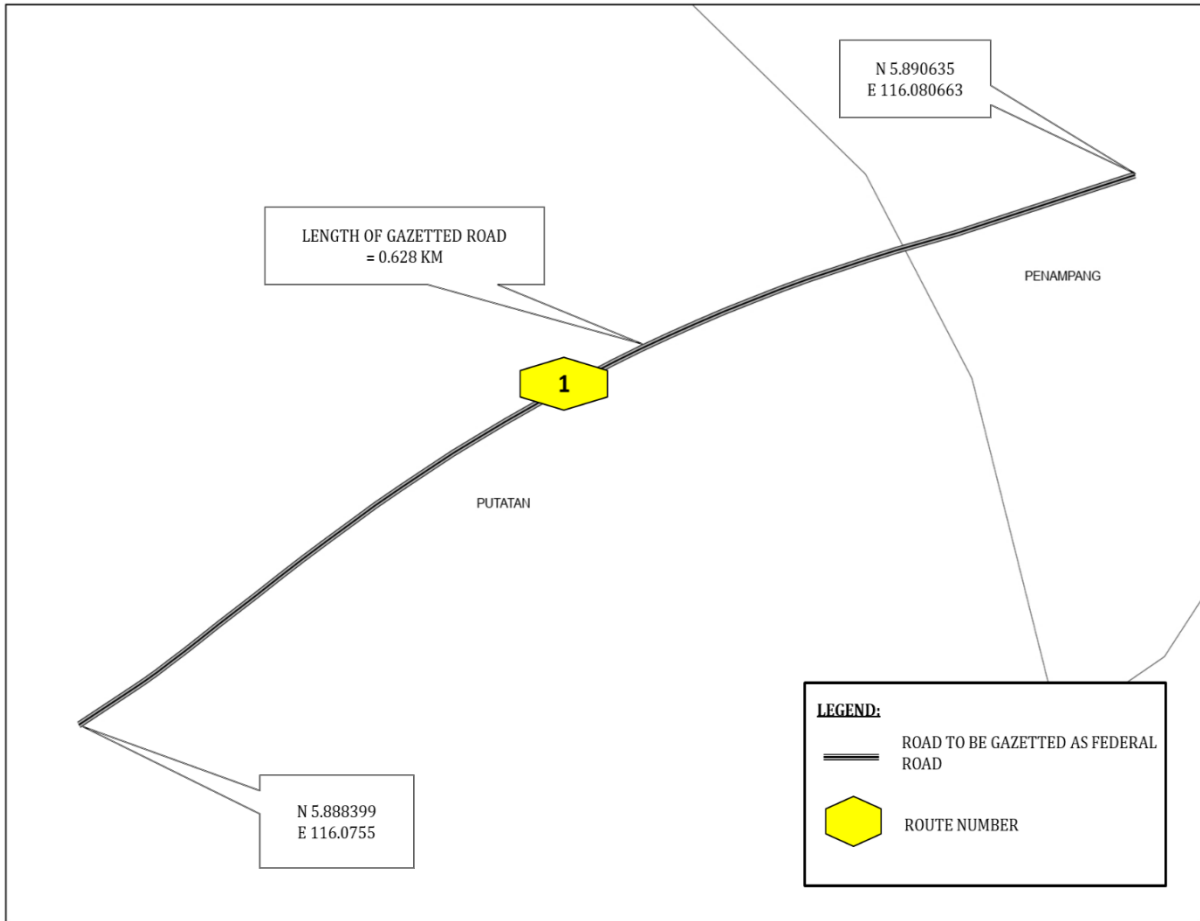 N 5.890635
E 116.080663
LENGTH OF GAZETTED ROAD
= 0.628 KM
PENAMPANG
1
PUTATAN
N 5.888399
E 116.0755
LEGEND:
ROAD TO BE GAZETTED AS FEDERAL
ROAD
ROUTE NUMBER